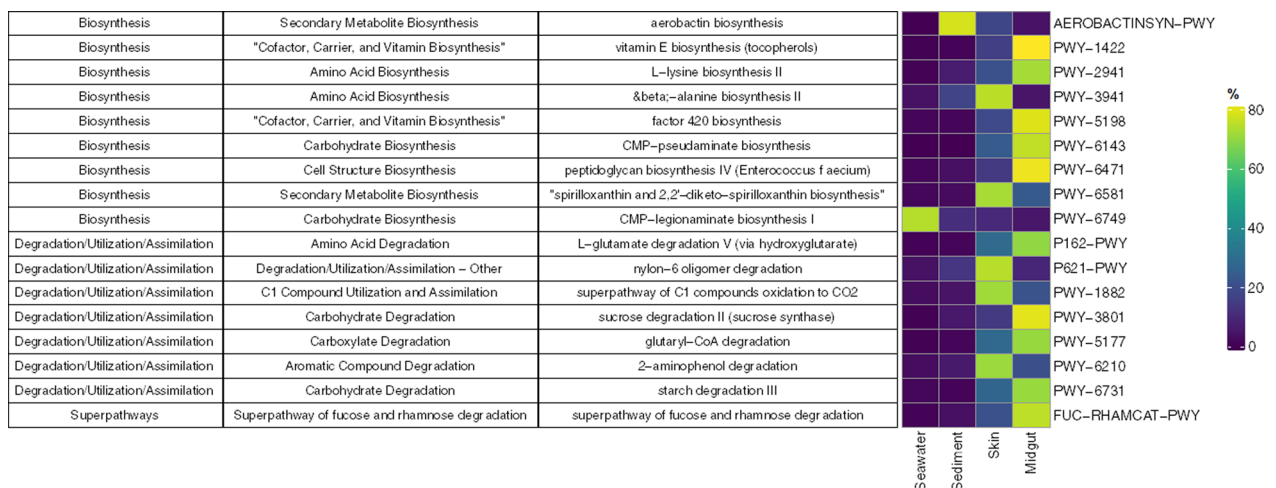 Biosynthesis Secondary Metabolite Biosynthesis aerobactin biosynthesis AEROBACTINSYN−PWY
Biosynthesis "Cofactor, Carrier, and Vitamin Biosynthesis" vitamin E biosynthesis (tocopherols) PWY−1422
Biosynthesis Amino Acid Biosynthesis L−lysine biosynthesis II PWY−2941
Biosynthesis Amino Acid Biosynthesis &beta;−alanine biosynthesis II PWY−3941
Biosynthesis "Cofactor, Carrier, and Vitamin Biosynthesis" factor 420 biosynthesis PWY−5198
Biosynthesis Carbohydrate Biosynthesis CMP−pseudaminate biosynthesis PWY−6143
Biosynthesis Cell Structure Biosynthesis peptidoglycan biosynthesis IV (Enterococcus f aecium) PWY−6471
Biosynthesis Secondary Metabolite Biosynthesis "spirilloxanthin and 2,2'−diketo−spirilloxanthin biosynthesis" PWY−6581
Biosynthesis Carbohydrate Biosynthesis CMP−legionaminate biosynthesis I PWY−6749
Degradation/Utilization/Assimilation Amino Acid Degradation L−glutamate degradation V (via hydroxyglutarate) P162−PWY
Degradation/Utilization/Assimilation Degradation/Utilization/Assimilation − Other nylon−6 oligomer degradation P621−PWY
Degradation/Utilization/Assimilation C1 Compound Utilization and Assimilation superpathway of C1 compounds oxidation to CO2 PWY−1882
Degradation/Utilization/Assimilation Carbohydrate Degradation sucrose degradation II (sucrose synthase) PWY−3801
Degradation/Utilization/Assimilation Carboxylate Degradation glutaryl−CoA degradation PWY−5177
Degradation/Utilization/Assimilation Aromatic Compound Degradation 2−aminophenol degradation PWY−6210
Degradation/Utilization/Assimilation Carbohydrate Degradation starch degradation III PWY−6731
Superpathways Superpathway of fucose and rhamnose degradation superpathway of fucose and rhamnose degradation FUC−RHAMCAT−PWY
Seawater Sediment Skin Midgut
%
80
60
40
20
0